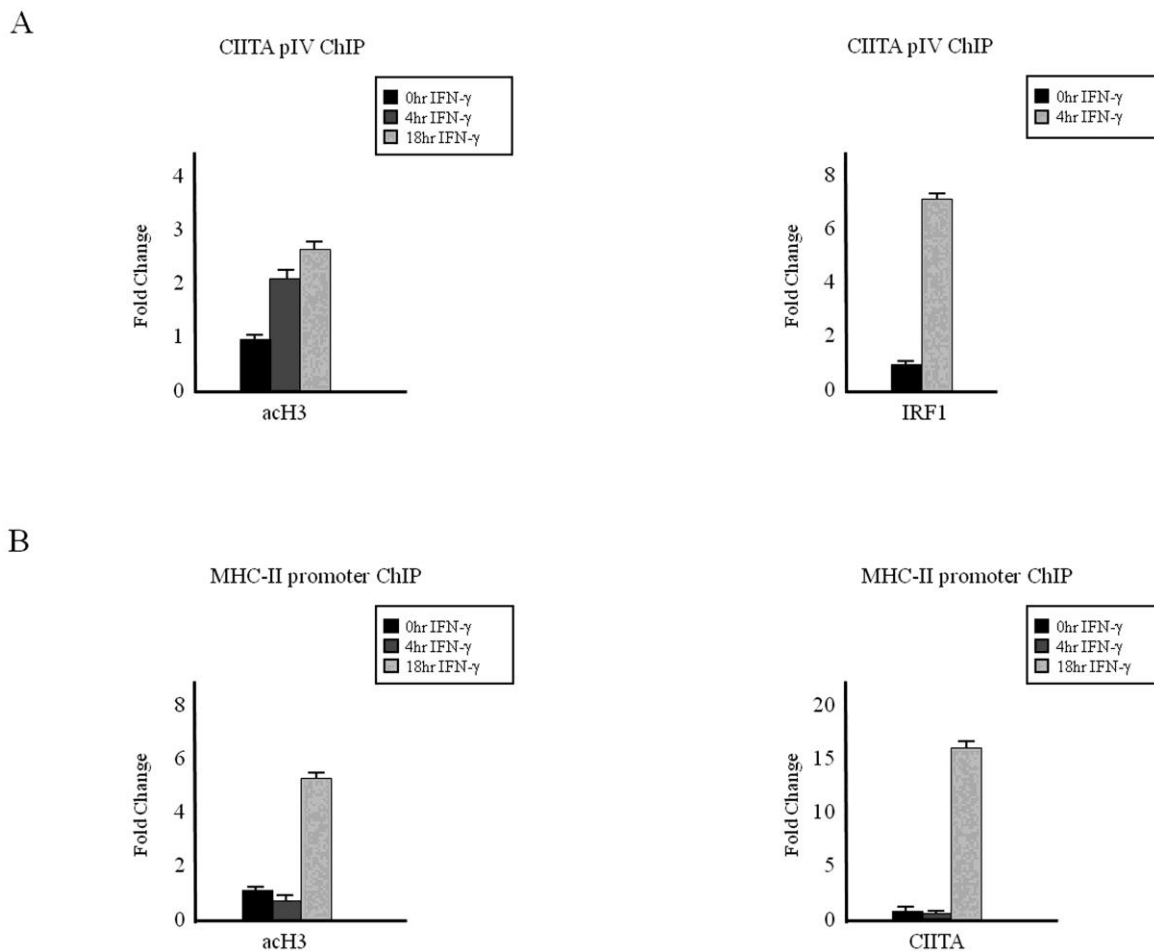 A
CIITA pIV ChIP
0hr IFN-γ
4hr IFN-γ
18hr IFN-γ
Fold Change
4
3
2
1
0
acH3
CIITA pIV ChIP
0hr IFN-γ
4hr IFN-γ
Fold Change
8
6
4
2
0
IRF1
B
MHC-II promoter ChIP
0hr IFN-γ
4hr IFN-γ
18hr IFN-γ
Fold Change
8
6
4
2
0
acH3
MHC-II promoter ChIP
0hr IFN-γ
4hr IFN-γ
18hr IFN-γ
Fold Change
20
15
10
5
0
CIITA